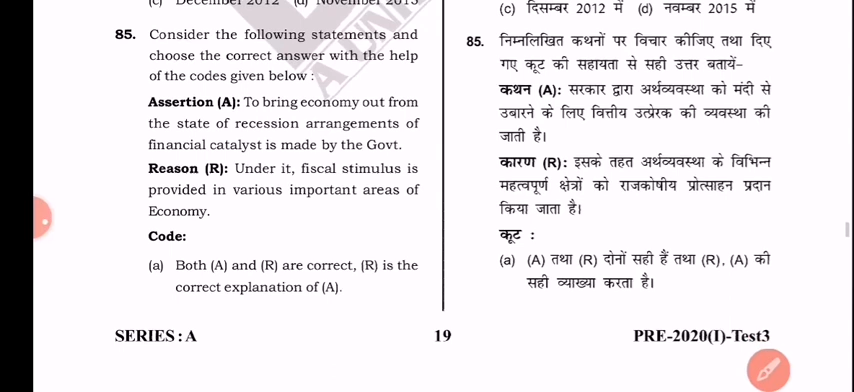 (c) December 2012 (d) November 2015
85. Consider the following statements and
choose the correct answer with the help
of the codes given below :
Assertion (A): To bring economy out from
the state of recession arrangements of
financial catalyst is made by the Govt.
Reason (R): Under it, fiscal stimulus is
provided in various important areas of
Economy.
Code:
(a) Both (A) and (R) are correct, (R) is the
correct explanation of (A).
(c) दिसम्बर 2012 में (d) नवम्बर 2015 में
85. निम्नलिखित कथनों पर विचार कीजिए तथा दिए
गए कूट की सहायता से सही उत्तर बतायें–
कथन (A): सरकार द्वारा अर्थव्यवस्था को मंदी से
उबारने के लिए वित्तीय उत्प्रेरक की व्यवस्था की
जाती है।
कारण (R): इसके तहत अर्थव्यवस्था के विभिन्न
महत्वपूर्ण क्षेत्रों को राजकोषीय प्रोत्साहन प्रदान
किया जाता है।
कूट :
(a) (A) तथा (R) दोनों सही हैं तथा (R), (A) की
सही व्याख्या करता है।
SERIES : A 19 PRE-2020(I)-Test3